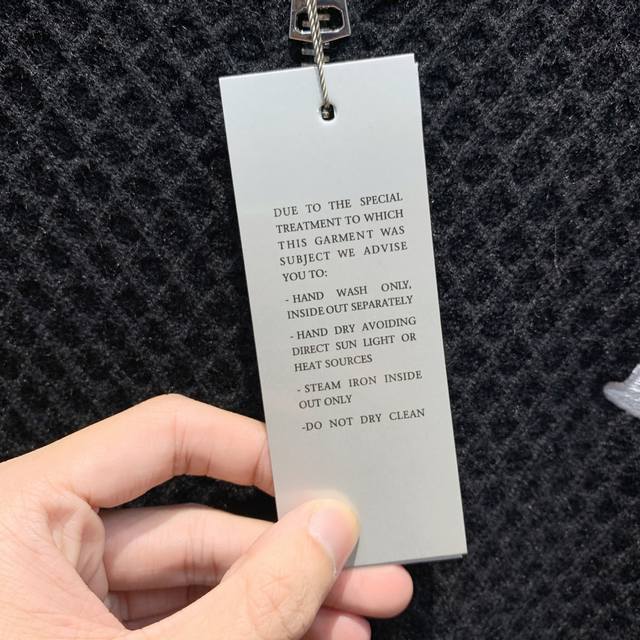 DUE TO THE SPECIAL
TREATMENT TO WHICH
THIS GARMENT WAS
SUBJECT WE ADVISE
YOU TO:
- HAND WASH ONLY,
INSIDE OUT SEPARATELY
- HAND DRY AVOIDING
DIRECT SUN LIGHT OR
HEAT SOURCES
- STEAM IRON INSIDE
OUT ONLY
-DO NOT DRY CLEAN